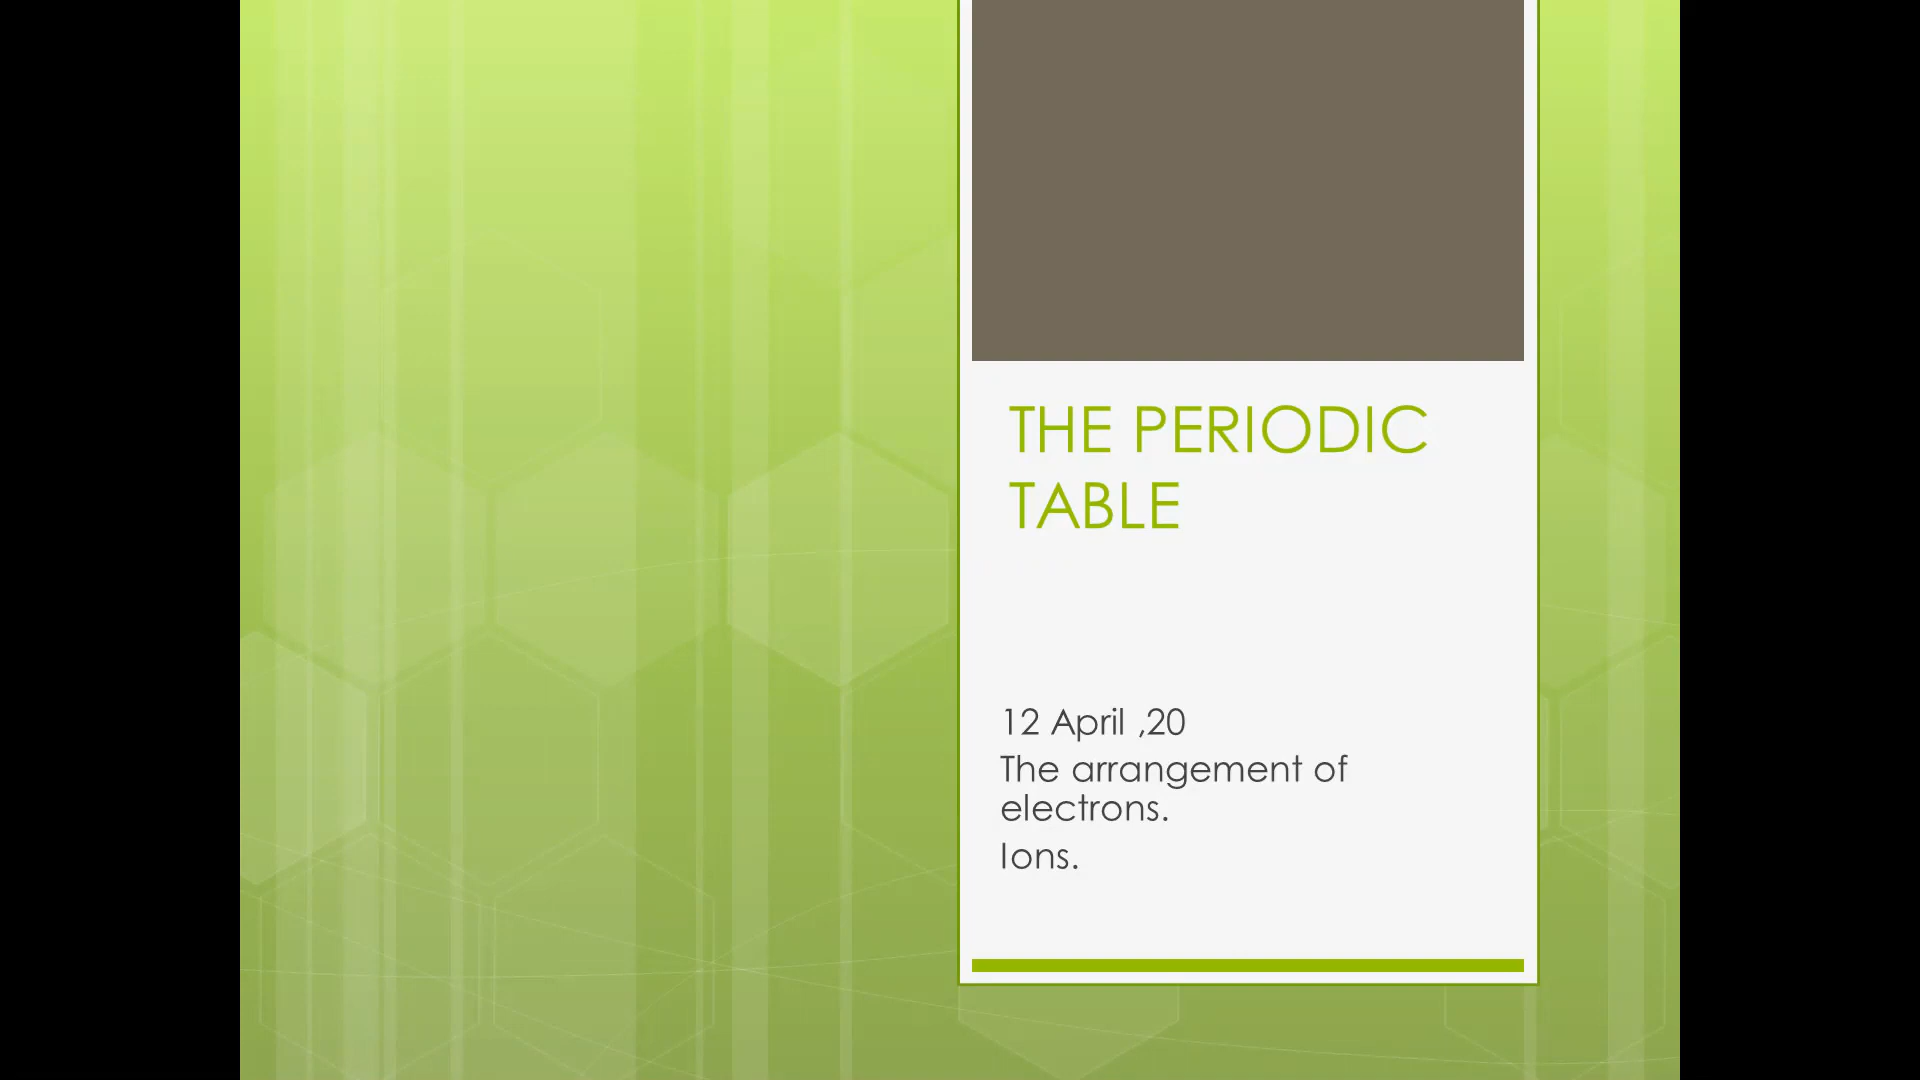 THE PERIODIC
TABLE
12 April ,20
The arrangement of
electrons.
Ions.